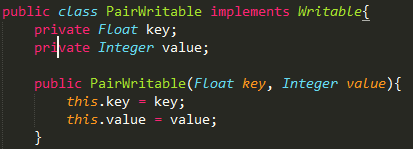 public class PairWritable implements Writable{
    private Float key;
    private Integer value;

    public PairWritable(Float key, Integer value){
        this.key = key;
        this.value = value;
    }